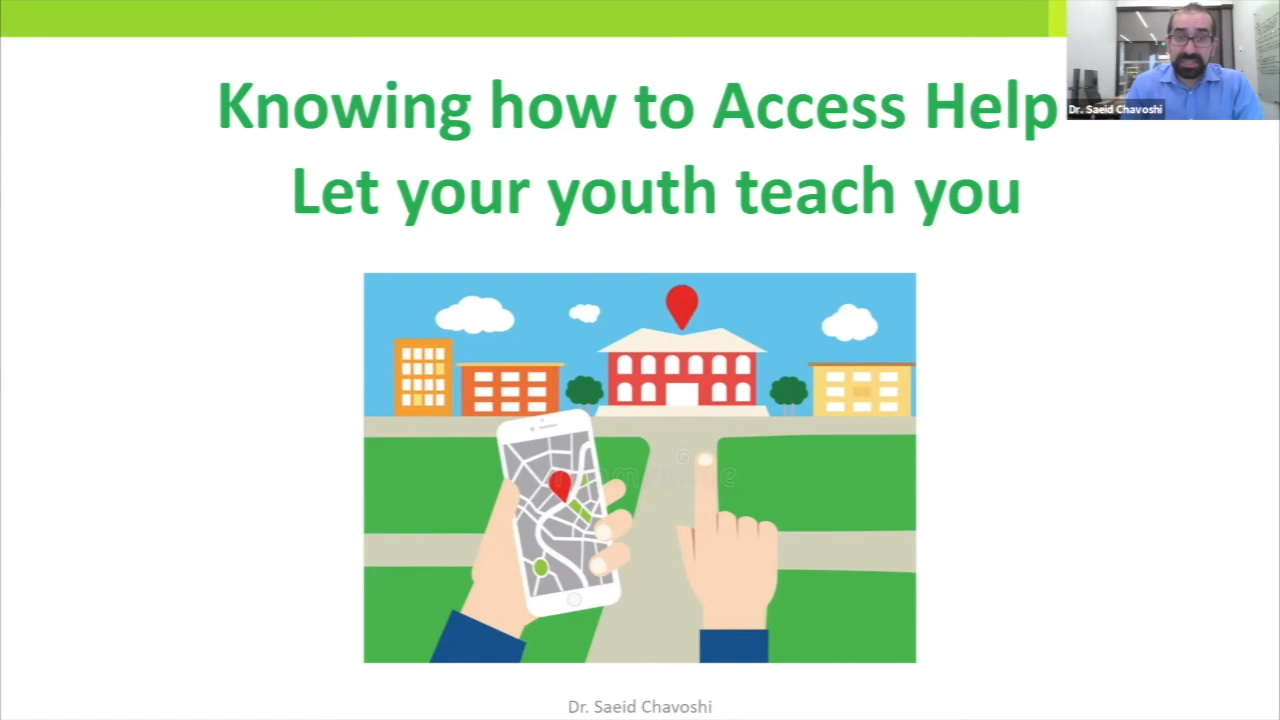 Knowing how to Access Help
Let your youth teach you
Dr. Saeid Chavoshi
Dr. Saeid Chavoshi